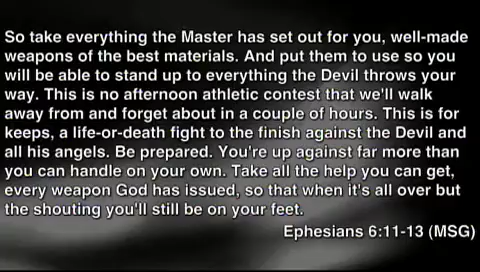 So take everything the Master has set out for you, well-made
weapons of the best materials. And put them to use so you
will be able to stand up to everything the Devil throws your
way. This is no afternoon athletic contest that we'll walk
away from and forget about in a couple of hours. This is for
keeps, a life-or-death fight to the finish against the Devil and
all his angels. Be prepared. You're up against far more than
you can handle on your own. Take all the help you can get,
every weapon God has issued, so that when it's all over but
the shouting you'll still be on your feet.
Ephesians 6:11-13 (MSG)